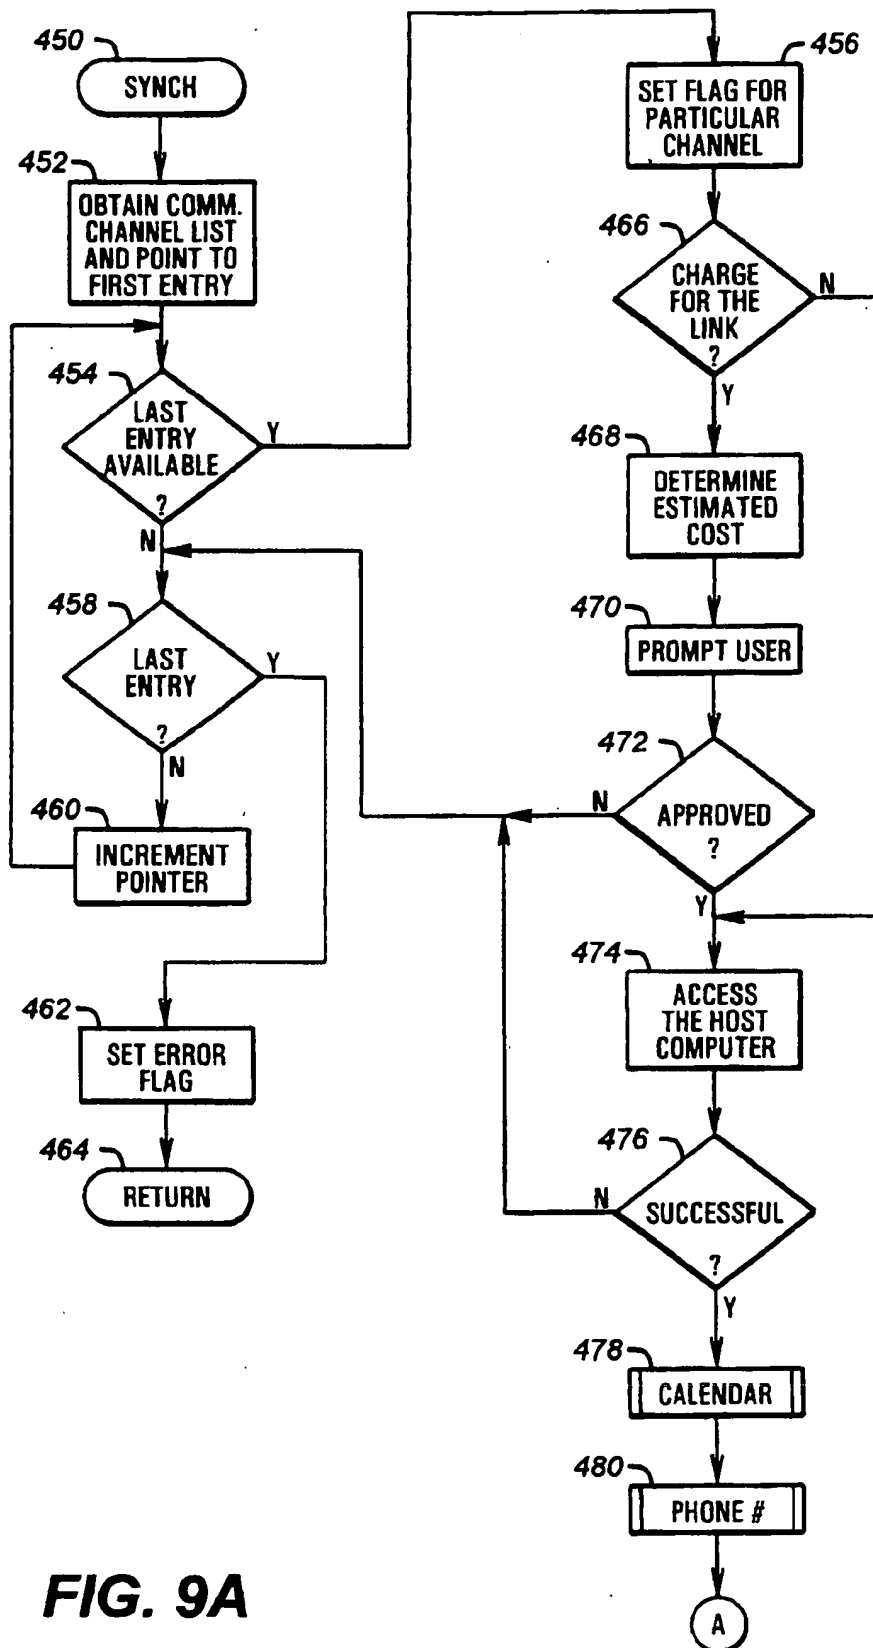 450
SYNCH
452
OBTAIN COMM.
CHANNEL LIST
AND POINT TO
FIRST ENTRY
454
LAST
ENTRY
AVAILABLE
?
Y
N
458
LAST
ENTRY
?
Y
N
460
INCREMENT
POINTER
462
SET ERROR
FLAG
464
RETURN
456
SET FLAG FOR
PARTICULAR
CHANNEL
466
CHARGE
FOR THE
LINK
?
N
Y
468
DETERMINE
ESTIMATED
COST
470
PROMPT USER
472
APPROVED
?
N
Y
474
ACCESS
THE HOST
COMPUTER
476
SUCCESSFUL
?
N
Y
478
CALENDAR
480
PHONE #
A
FIG. 9A